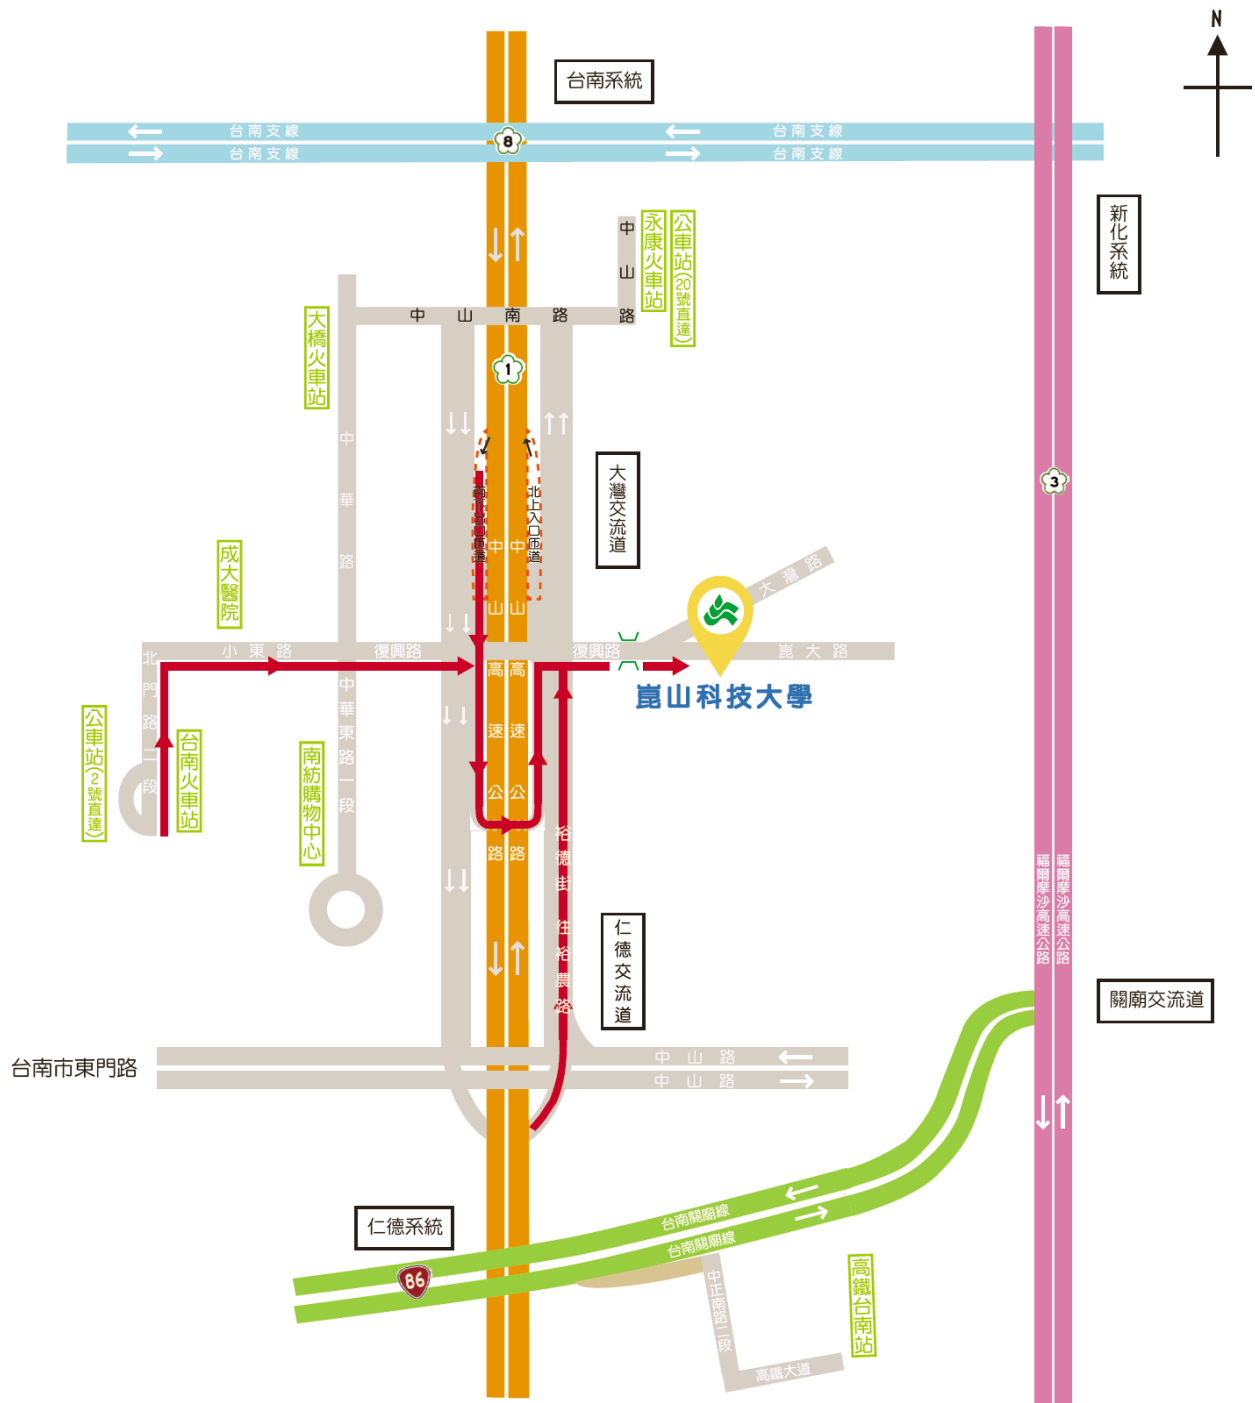 N
台南系統
台南支線
台南支線
台南支線
台南支線
8
新化系統
中山路
永康火車站
公車站(20號直達)
中山南路
大橋火車站
1
中華路
大灣交流道
南下出口匝道
北上入口匝道
3
成大醫院
大灣路
小東路
復興路
復興路
崑大路
崑山科技大學
北門路二段
公車站(2號直達)
台南火車站
中華東路一段
南紡購物中心
中山高速公路
中山高速公路
裕德街 往裕農路
仁德交流道
福爾摩沙高速公路
福爾摩沙高速公路
關廟交流道
台南市東門路
中山路
中山路
仁德系統
86
台南關廟線
台南關廟線
中正南路二段
高鐵大道
高鐵台南站